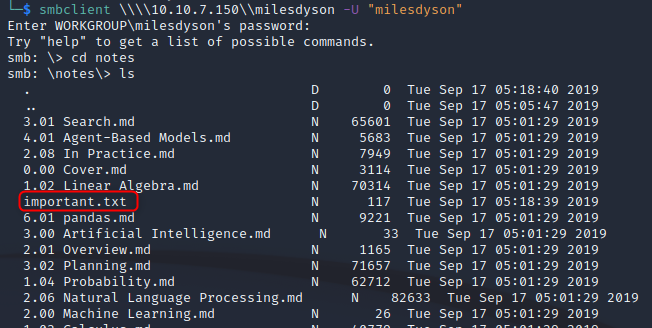 └─$ smbclient \\\\10.10.7.150\\milesdyson -U "milesdyson"
Enter WORKGROUP\milesdyson's password:
Try "help" to get a list of possible commands.
smb: \> cd notes
smb: \notes\> ls
. D 0 Tue Sep 17 05:18:40 2019
.. D 0 Tue Sep 17 05:05:47 2019
3.01 Search.md N 65601 Tue Sep 17 05:01:29 2019
4.01 Agent-Based Models.md N 5683 Tue Sep 17 05:01:29 2019
2.08 In Practice.md N 7949 Tue Sep 17 05:01:29 2019
0.00 Cover.md N 3114 Tue Sep 17 05:01:29 2019
1.02 Linear Algebra.md N 70314 Tue Sep 17 05:01:29 2019
important.txt N 117 Tue Sep 17 05:18:39 2019
6.01 pandas.md N 9221 Tue Sep 17 05:01:29 2019
3.00 Artificial Intelligence.md N 33 Tue Sep 17 05:01:29 2019
2.01 Overview.md N 1165 Tue Sep 17 05:01:29 2019
3.02 Planning.md N 71657 Tue Sep 17 05:01:29 2019
1.04 Probability.md N 62712 Tue Sep 17 05:01:29 2019
2.06 Natural Language Processing.md N 82633 Tue Sep 17 05:01:29 2019
2.00 Machine Learning.md N 26 Tue Sep 17 05:01:29 2019